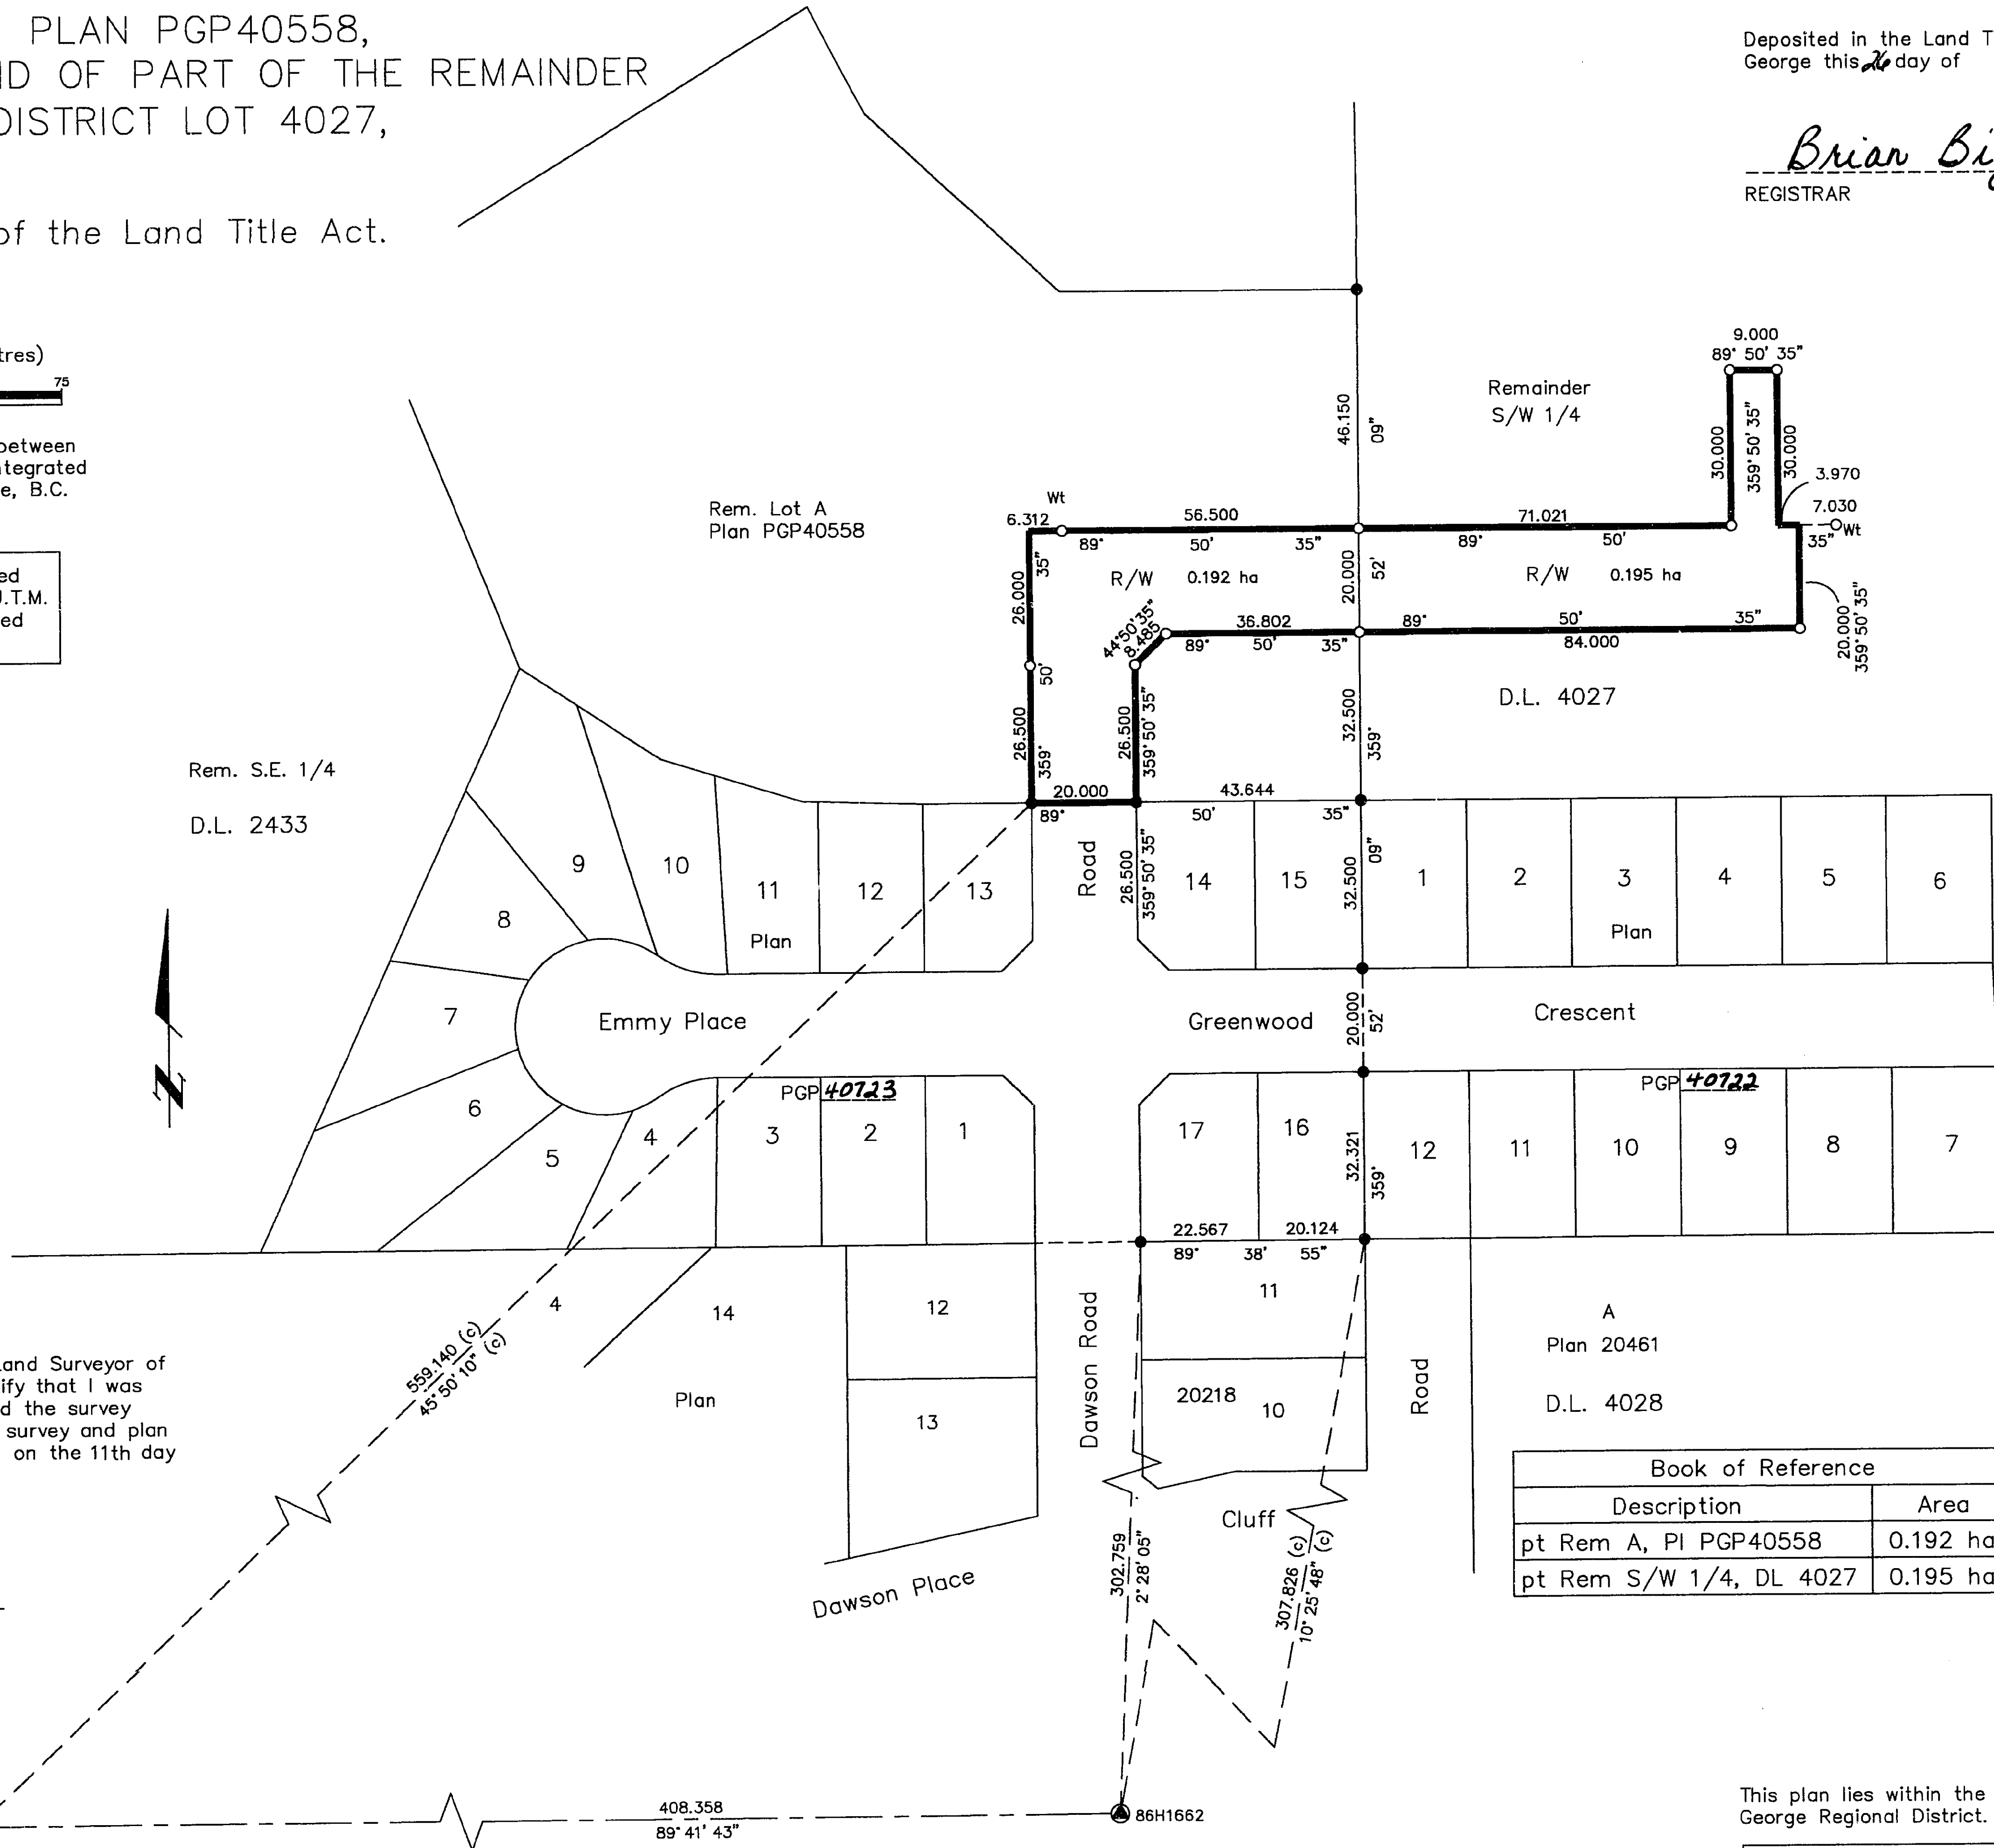 PLAN PGP40558,
ND OF PART OF THE REMAINDER
DISTRICT LOT 4027,
of the Land Title Act.
Deposited in the Land T
George this 26 day of
Brian Bi
REGISTRAR
tres)
75
between
ntegrated
e, B.C.
ed
J.T.M.
ed
Remainder
S/W 1/4
9.000
89° 50' 35"
30.000
359° 50' 35"
30.000
3.970
7.030
Wt
35"
20.000
359° 50' 35"
46.150
09"
Rem. Lot A
Plan PGP40558
Wt
6.312
56.500
89° 50' 35"
71.021
89° 50'
R/W 0.192 ha
20.000
52'
R/W 0.195 ha
26.000
35"
50'
26.500
359°
44°50'35"
8.485
36.802
89° 50' 35"
89° 50' 35"
84.000
26.500
359° 50' 35"
32.500
359°
D.L. 4027
20.000
89°
43.644
50' 35"
Rem. S.E. 1/4
D.L. 2433
9
10
11
Plan
12
13
Road
26.500
359° 50' 35"
14
15
32.500
09"
1
2
3
Plan
4
5
6
8
7
6
5
4
N
Emmy Place
Greenwood
20.000
52'
Crescent
PGP 40723
3
2
1
17
16
32.321
359°
PGP 40722
12
11
10
9
8
7
22.567
20.124
89° 38' 55"
4
14
12
Plan
13
Dawson Road
11
20218
10
Road
A
Plan 20461
D.L. 4028
559.140 (c)
45° 50' 10" (c)
Land Surveyor of
ify that I was
d the survey
survey and plan
on the 11th day
Cluff
Dawson Place
302.759
2° 28' 05"
307.826 (c)
10° 25' 48" (c)
Book of Reference
Description Area
pt Rem A, Pl PGP40558 0.192 ha
pt Rem S/W 1/4, DL 4027 0.195 ha
408.358
89° 41' 43"
86H1662
This plan lies within the
George Regional District.